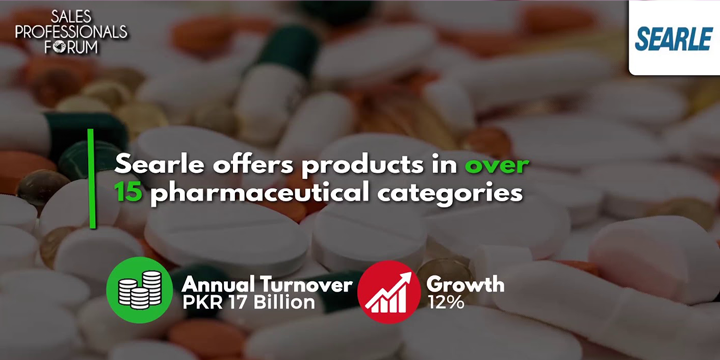 SALES
PROFESSIONALS
FORUM
SEARLE
Searle offers products in over
15 pharmaceutical categories
Annual Turnover
PKR 17 Billion
Growth
12%